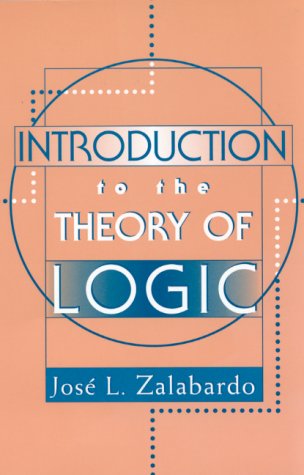 INTRODUCTION
to the
THEORY OF
LOGIC
José L. Zalabardo